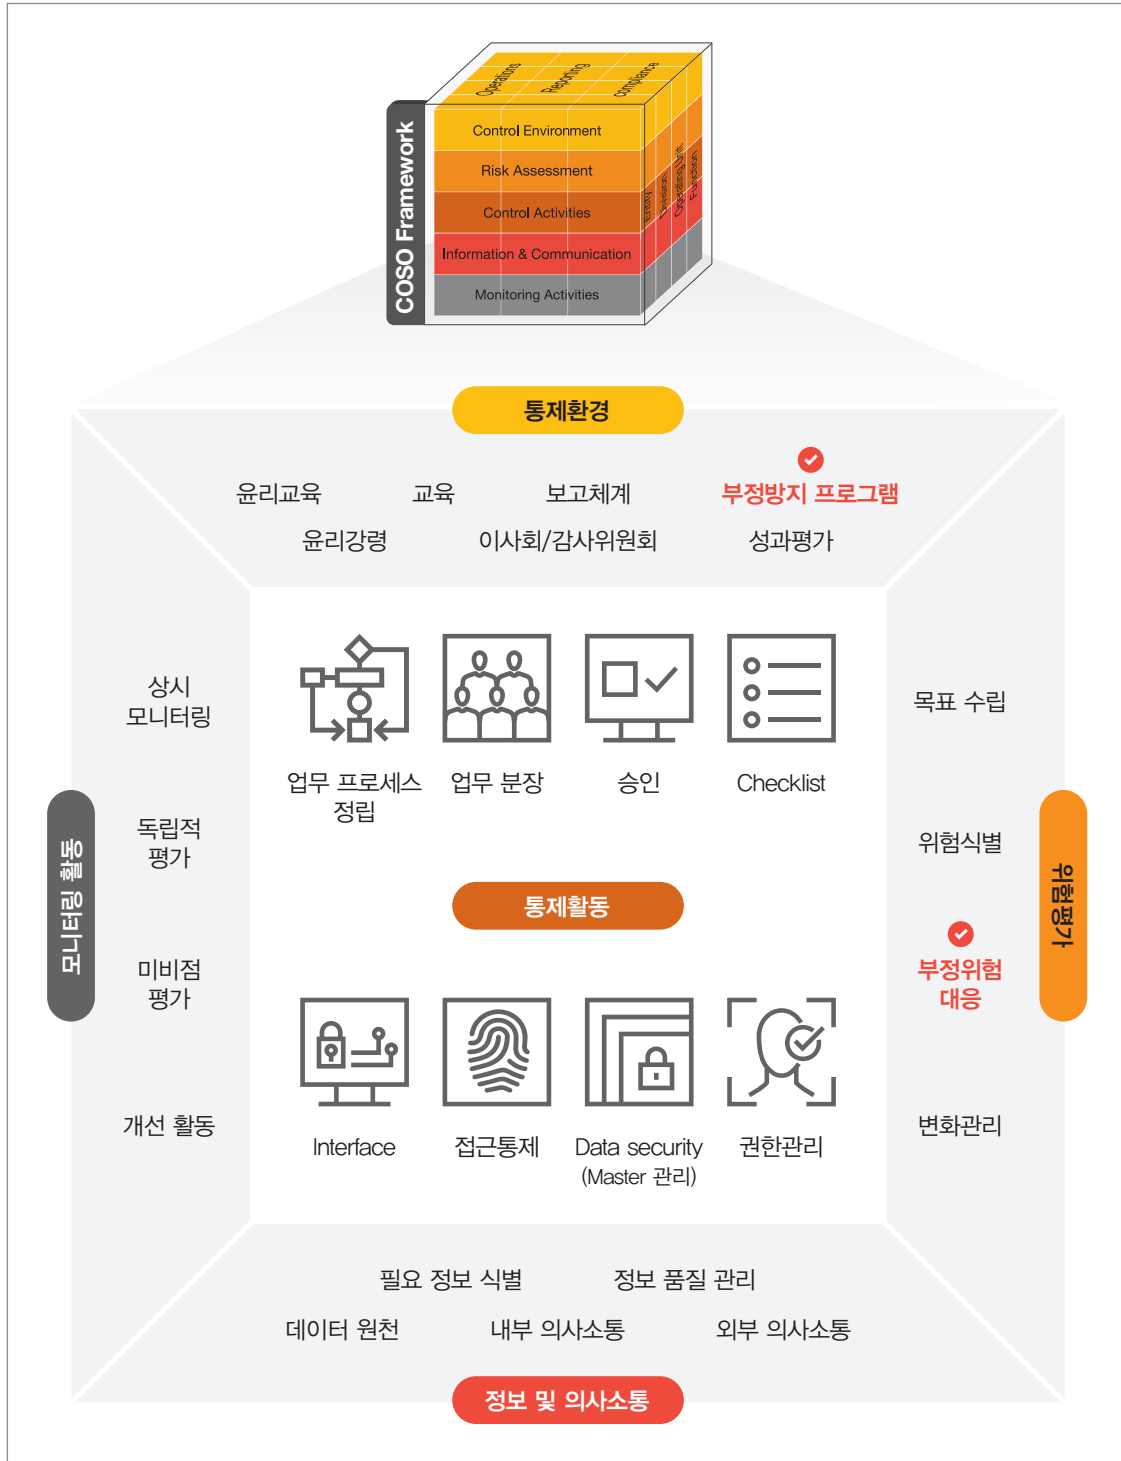 Operations
Reporting
compliance
COSO Framework
Control Environment
Risk Assessment
Control Activities
Information & Communication
Monitoring Activities
Entity
Division
Operating Unit
Function
통제환경
윤리교육
교육
보고체계
부정방지 프로그램
윤리강령
이사회/감사위원회
성과평가
모니터링 활동
상시
모니터링
독립적
평가
미비점
평가
개선 활동
업무 프로세스
정립
업무 분장
승인
Checklist
통제활동
Interface
접근통제
Data security
(Master 관리)
권한관리
목표 수립
위험식별
부정위험
대응
변화관리
위험평가
필요 정보 식별
정보 품질 관리
데이터 원천
내부 의사소통
외부 의사소통
정보 및 의사소통